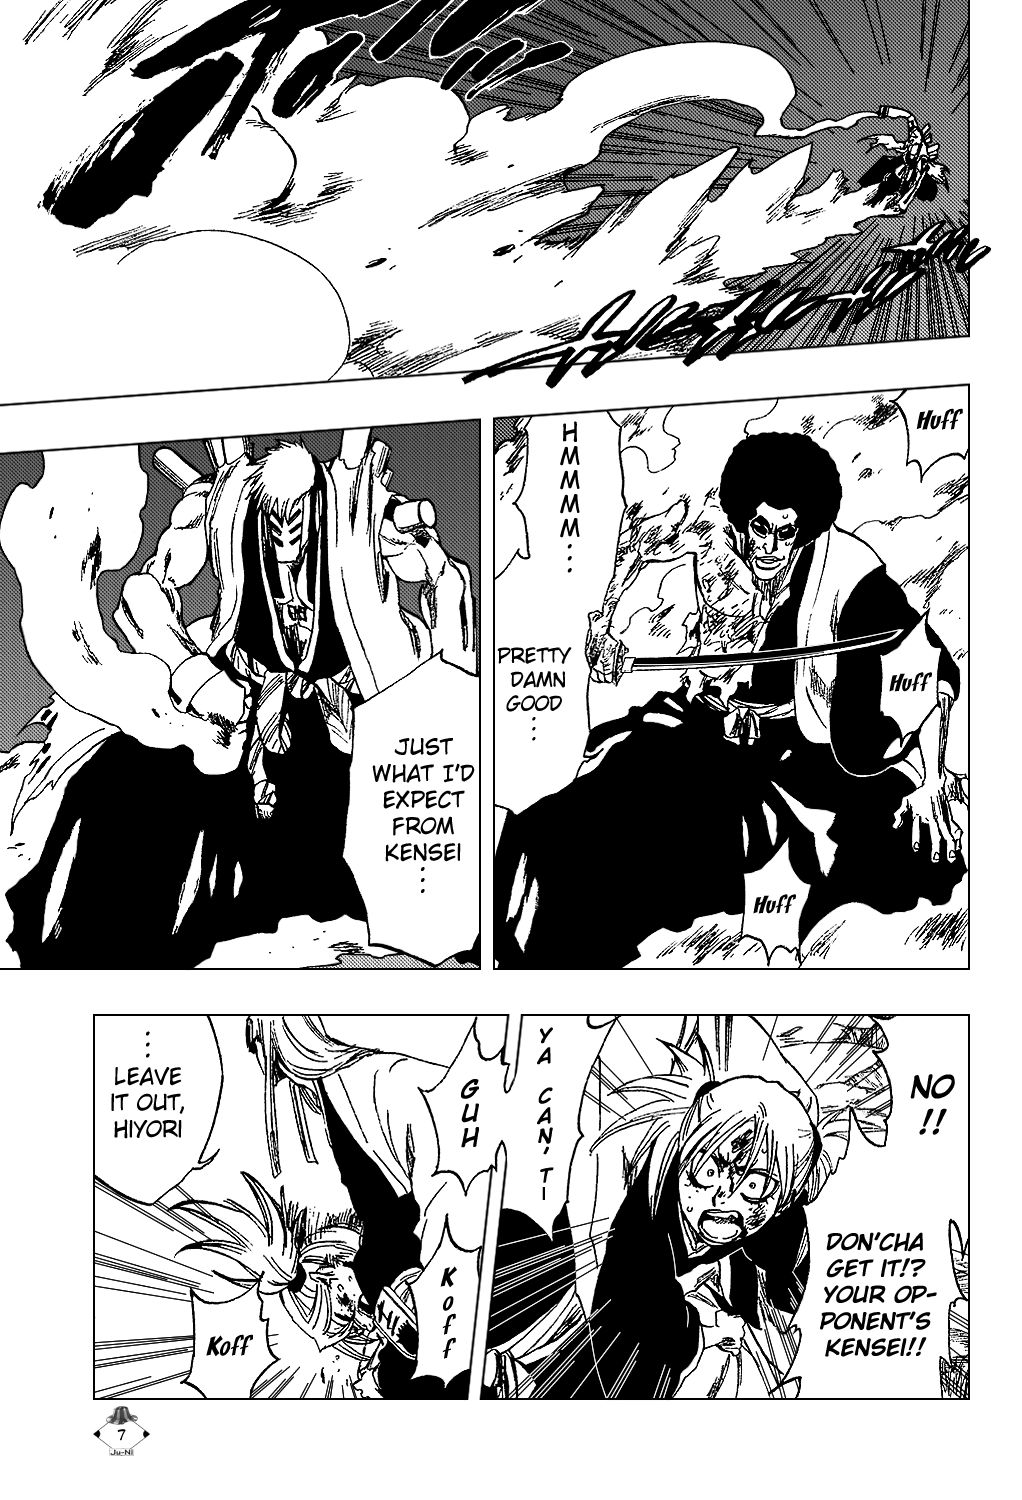 Huff
HMMMM...
PRETTY
DAMN
GOOD
...
Huff
Huff
JUST
WHAT I'D
EXPECT
FROM
KENSEI
...
NO
!!
YA CAN'T!
DON'CHA
GET IT!?
YOUR OP-
PONENT'S
KENSEI!!
GUH
Koff
Koff
...
LEAVE
IT OUT,
HIYORI
7
Ju-Ni